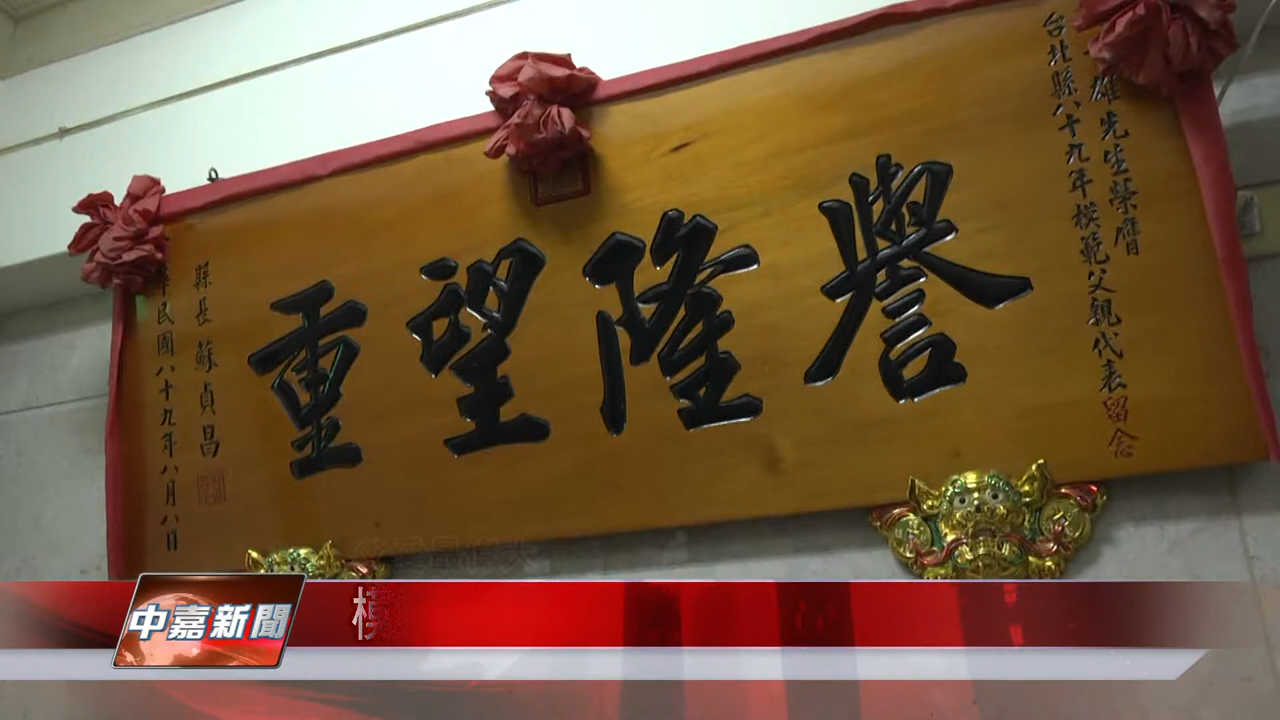 雄先生榮膺
台北縣八十九年模範父親代表留念
譽隆望重
縣長 蘇貞昌
華民國八十九年八月八日
中嘉新聞
模